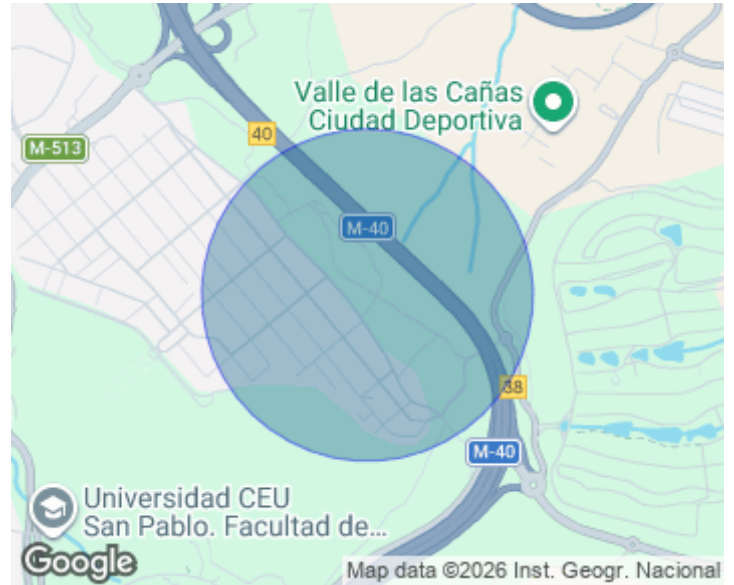 Valle de las Cañas
Ciudad Deportiva
40
M-513
M-40
38
M-40
Universidad CEU
San Pablo. Facultad de...
Google
Map data ©2026 Inst. Geogr. Nacional